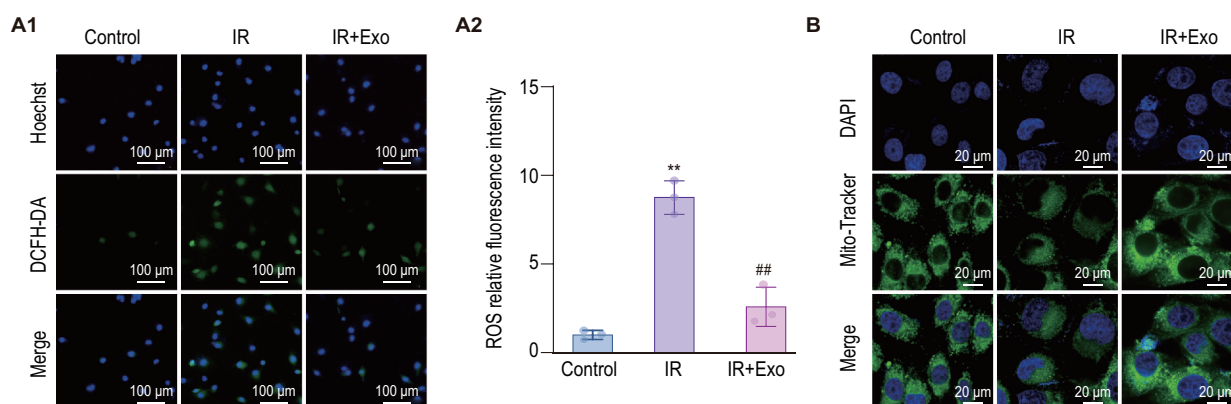 A1
Control IR IR+Exo
Hoechst
100 µm 100 µm 100 µm
DCFH-DA
100 µm 100 µm 100 µm
Merge
100 µm 100 µm 100 µm
A2
ROS relative fluorescence intensity
15
10
5
0
**
##
Control IR IR+Exo
B
Control IR IR+Exo
DAPI
20 µm 20 µm 20 µm
Mito-Tracker
20 µm 20 µm 20 µm
Merge
20 µm 20 µm 20 µm